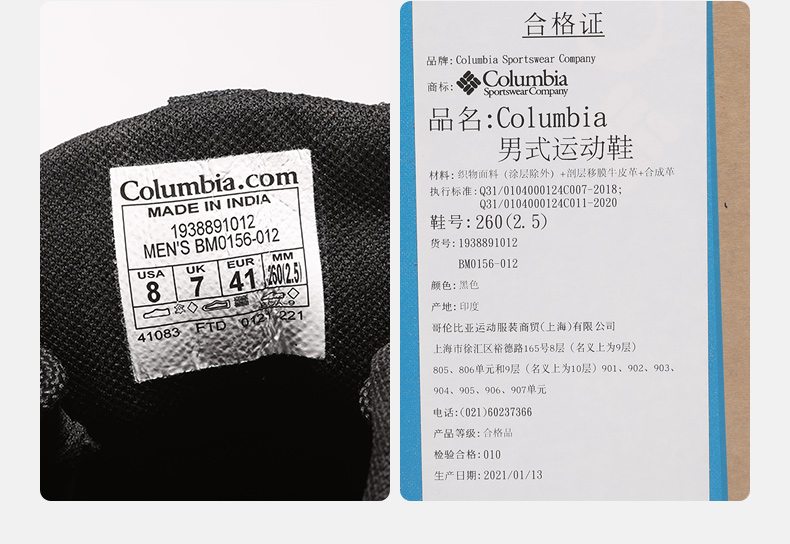 Columbia.com
MADE IN INDIA
1938891012
MEN'S BM0156-012
USA UK EUR MM
8 7 41 260(2.5)
41083 FTD 221
合格证
品牌:Columbia Sportswear Company
商标: Columbia
Sportswear Company
品名:Columbia
男式运动鞋
材料: 织物面料 (涂层除外) +剖层移膜牛皮革+合成革
执行标准:Q31/0104000124C007-2018;
Q31/0104000124C011-2020
鞋号:260(2.5)
货号:1938891012
BM0156-012
颜色:黑色
产地:印度
哥伦比亚运动服装商贸(上海)有限公司
上海市徐汇区裕德路165号8层 (名义上为9层)
805、806单元和9层 (名义上为10层) 901、902、903、
904、905、906、907单元
电话:(021)60237366
产品等级:合格品
检验合格:010
生产日期:2021/01/13